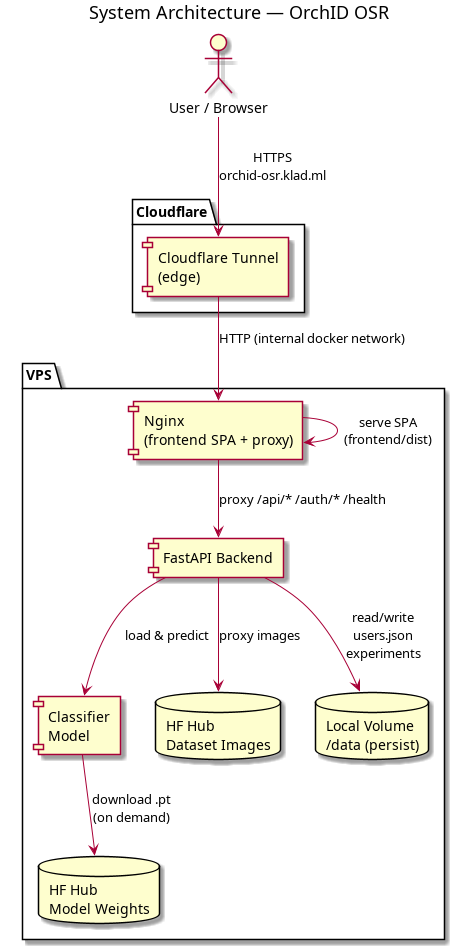 System Architecture — OrchID OSR
User / Browser
HTTPS
orchid-osr.klad.ml
Cloudflare
Cloudflare Tunnel
(edge)
HTTP (internal docker network)
VPS
Nginx
(frontend SPA + proxy)
serve SPA
(frontend/dist)
proxy /api/* /auth/* /health
FastAPI Backend
load & predict
proxy images
read/write
users.json
experiments
Classifier
Model
HF Hub
Dataset Images
Local Volume
/data (persist)
download .pt
(on demand)
HF Hub
Model Weights